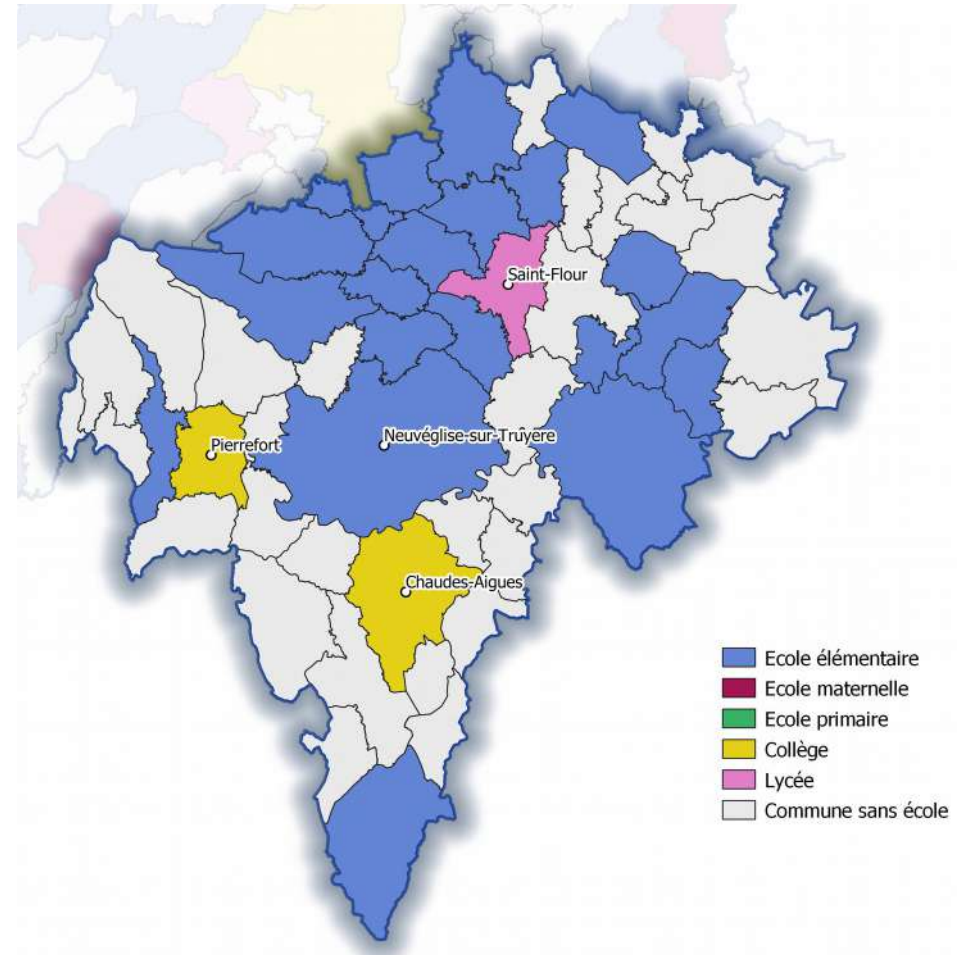 Saint-Flour
Neuvéglise-sur-Truyère
Pierrefort
Chaudes-Aigues
Ecole élémentaire
Ecole maternelle
Ecole primaire
Collège
Lycée
Commune sans école